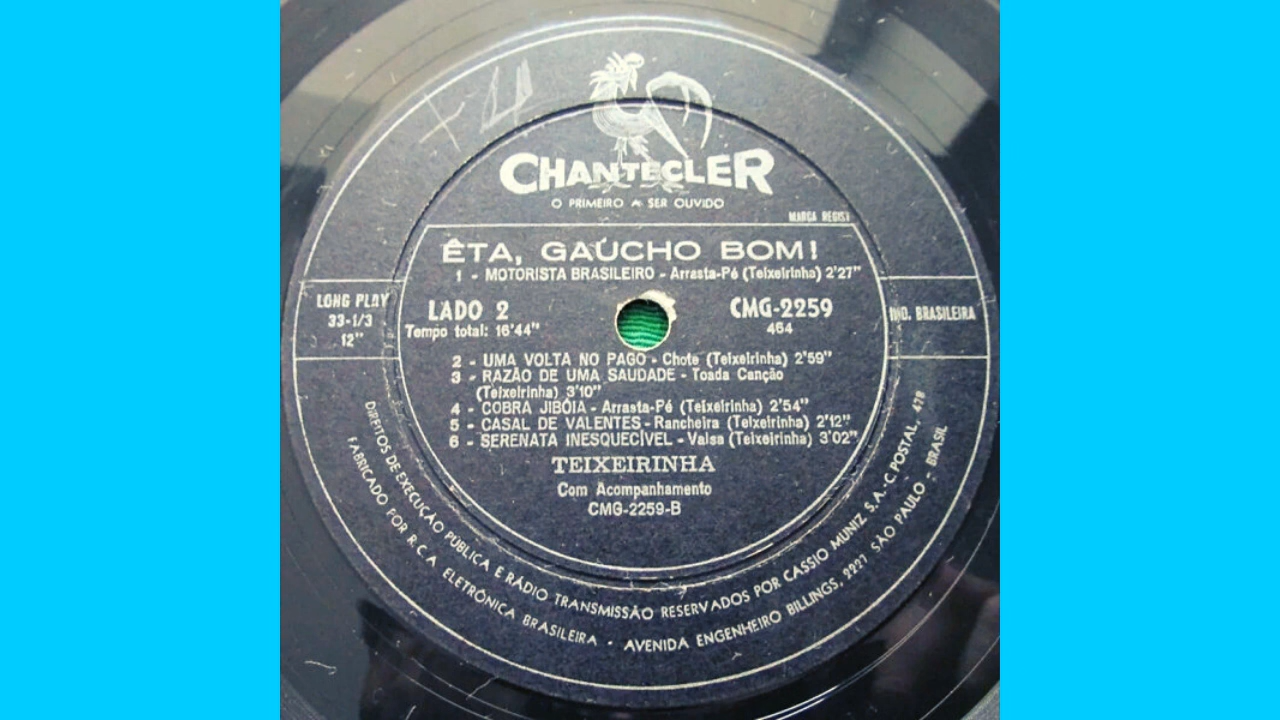 +4
CHANTECLER
O PRIMEIRO A SER OUVIDO
MARCA REGIST
ÊTA, GAÚCHO BOM!
1 - MOTORISTA BRASILEIRO - Arrasta-Pé (Teixeirinha) 2'27"
LONG PLAY
33-1/3
12"
LADO 2
Tempo total: 16'44"
CMG-2259
464
IND. BRASILEIRA
2 - UMA VOLTA NO PAGO - Chote (Teixeirinha) 2'59"
3 - RAZÃO DE UMA SAUDADE - Toada Canção
(Teixeirinha) 3'10"
4 - COBRA JIBÓIA - Arrasta-Pé (Teixeirinha) 2'54"
5 - CASAL DE VALENTES - Rancheira (Teixeirinha) 2'12"
6 - SERENATA INESQUECÍVEL - Valsa (Teixeirinha) 3'02"
TEIXEIRINHA
Com Acompanhamento
CMG-2259-B
DIREITOS DE EXECUÇÃO PÚBLICA E RÁDIO TRANSMISSÃO RESERVADOS POR CASSIO MUNIZ S.A. - C. POSTAL, 478
FABRICADO POR R.C.A. ELETRÔNICA BRASILEIRA - AVENIDA ENGENHEIRO BILLINGS, 2227 SÃO PAULO - BRASIL